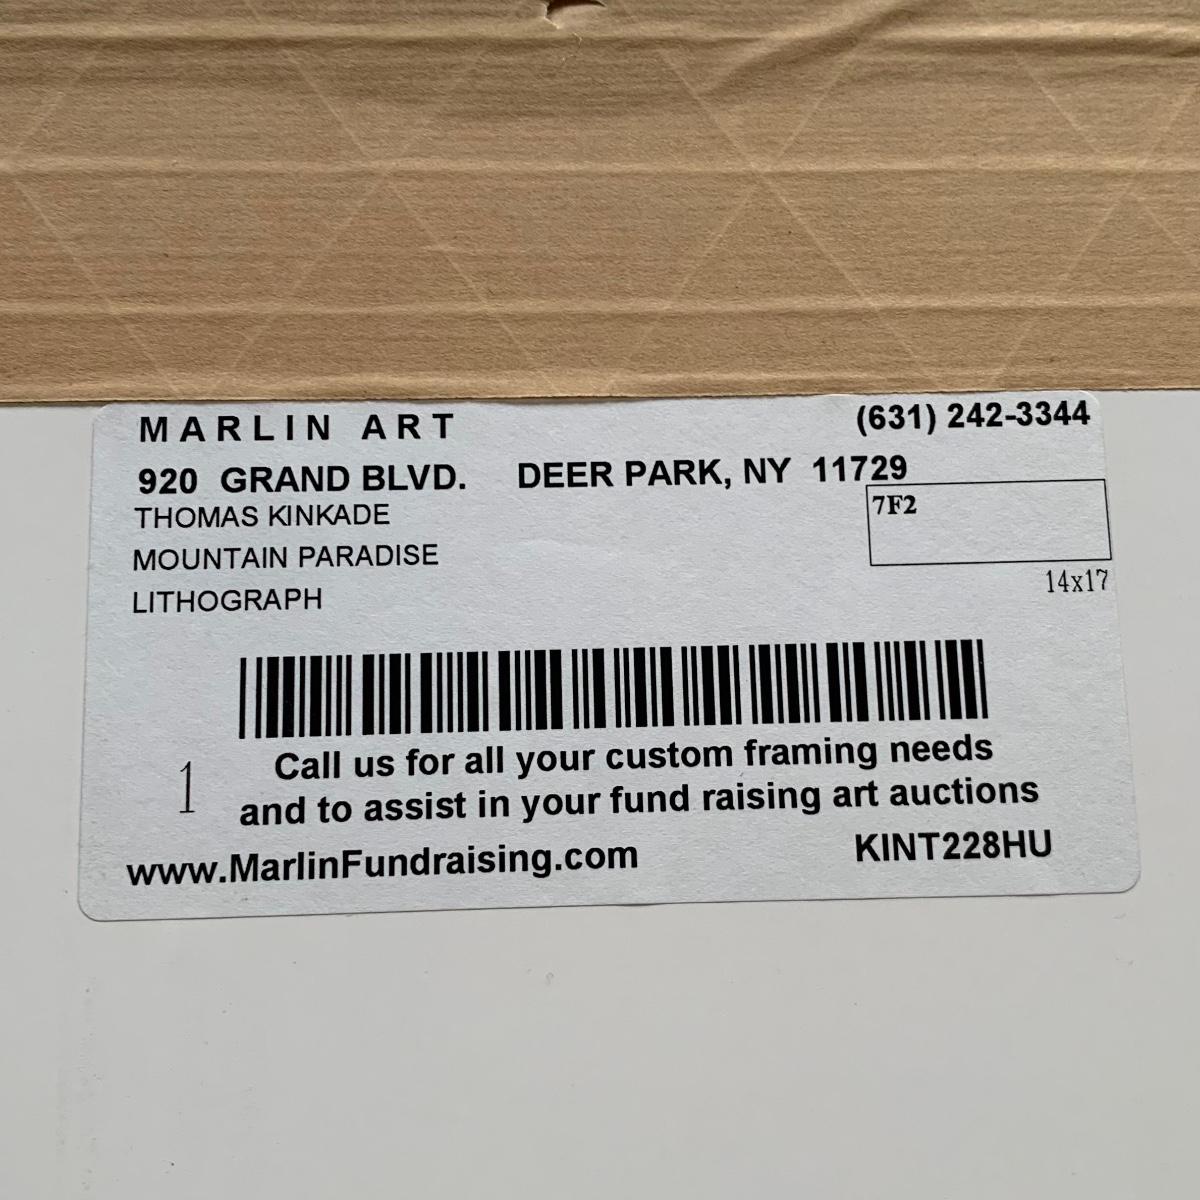 MARLIN ART (631) 242-3344
920 GRAND BLVD. DEER PARK, NY 11729
THOMAS KINKADE 7F2
MOUNTAIN PARADISE
14x17
LITHOGRAPH
Call us for all your custom framing needs
1 and to assist in your fund raising art auctions
www.MarlinFundraising.com KINT228HU